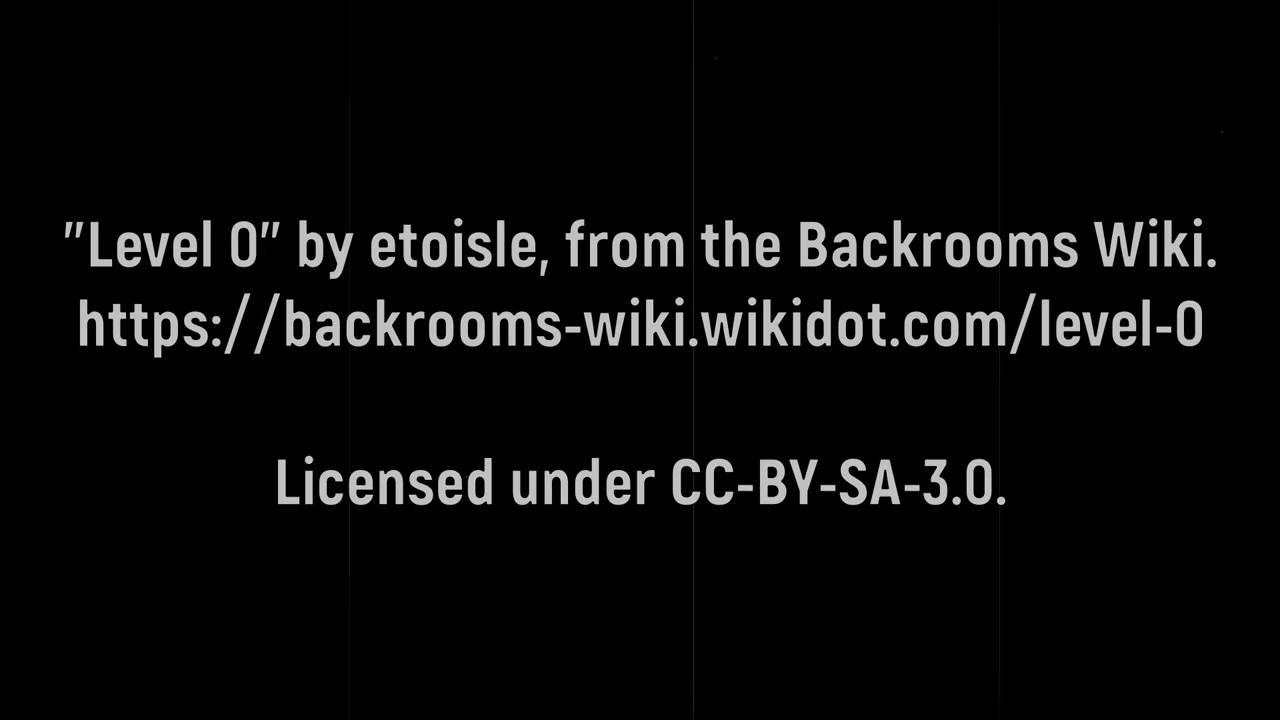 "Level 0" by etoisle, from the Backrooms Wiki.
https://backrooms-wiki.wikidot.com/level-0
Licensed under CC-BY-SA-3.0.